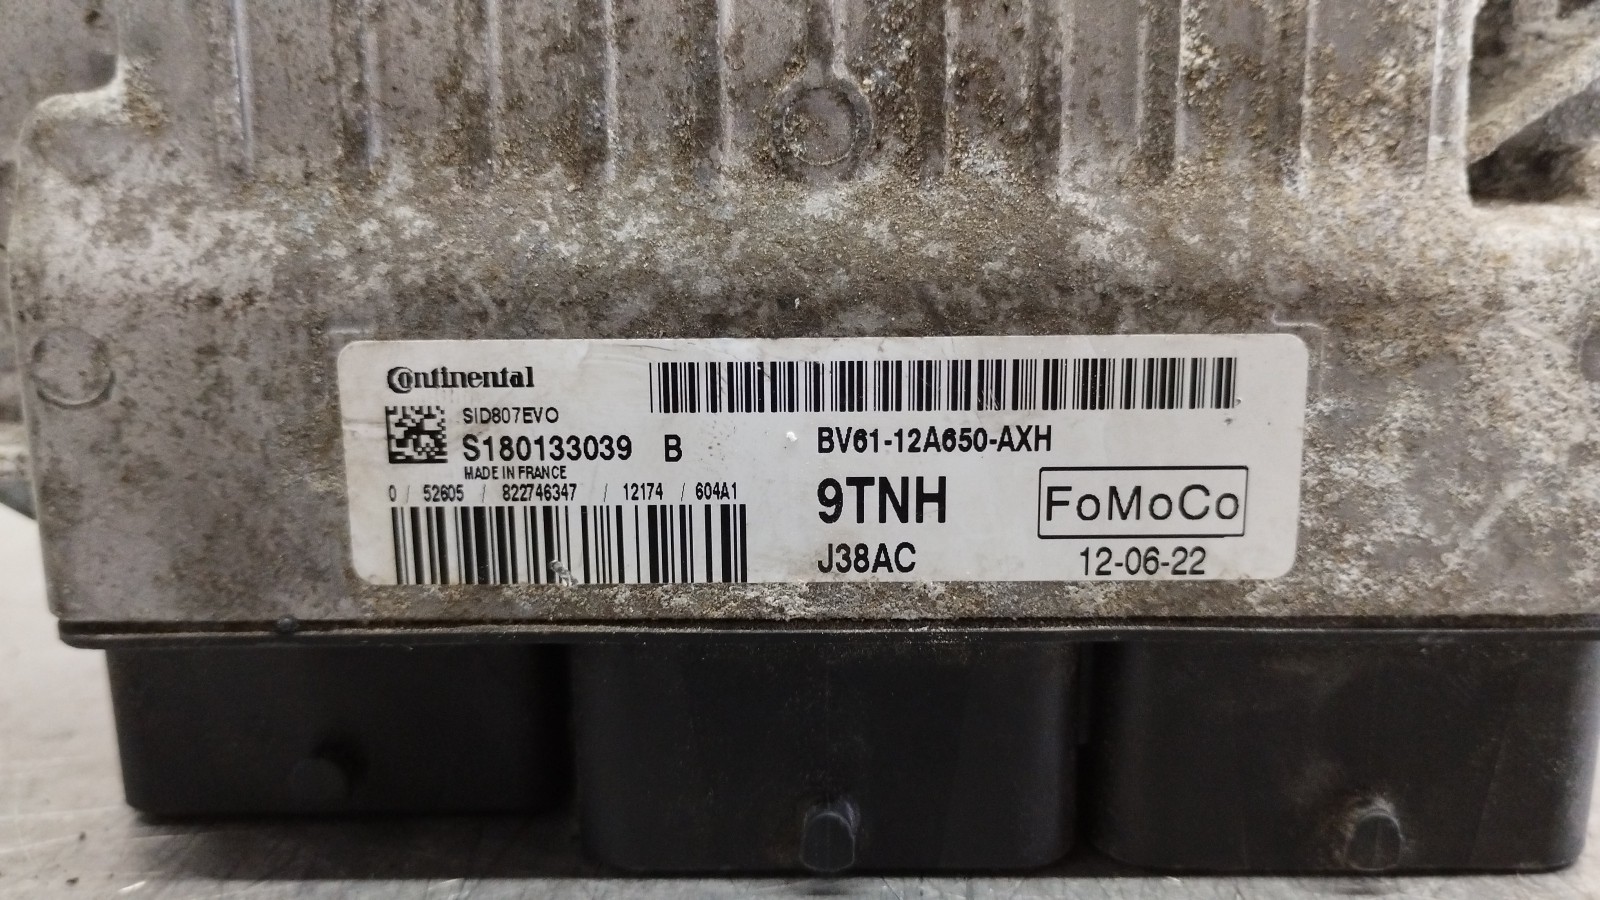 Continental
SID807EVO
S180133039 B
MADE IN FRANCE
0 / 52605 / 822746347 / 12174 / 604A1
BV61-12A650-AXH
9TNH
FoMoCo
J38AC
12-06-22